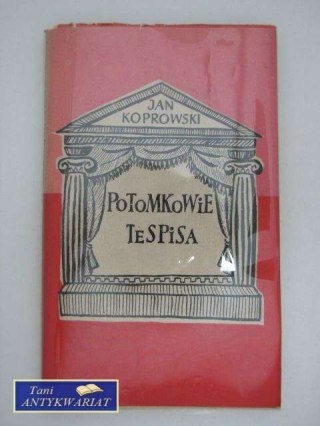 JAN
KOPROWSKI
POTOMKOWiE
TESPiSA
Tani
ANTYKWARIAT